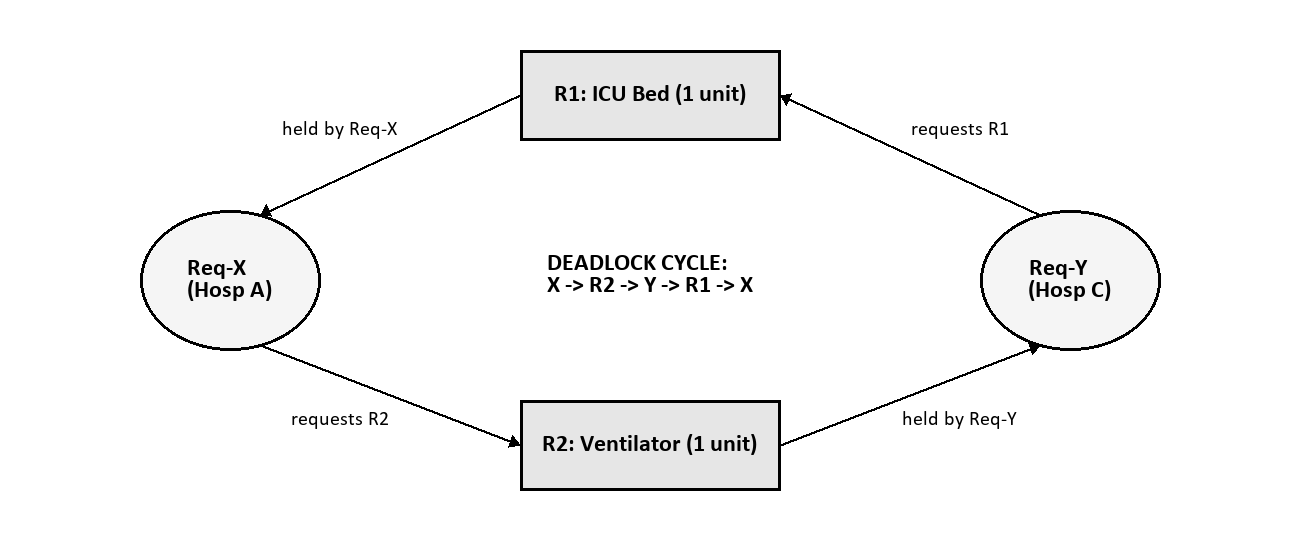 R1: ICU Bed (1 unit)
held by Req-X
requests R1
Req-X
(Hosp A)
DEADLOCK CYCLE:
X -> R2 -> Y -> R1 -> X
Req-Y
(Hosp C)
requests R2
held by Req-Y
R2: Ventilator (1 unit)